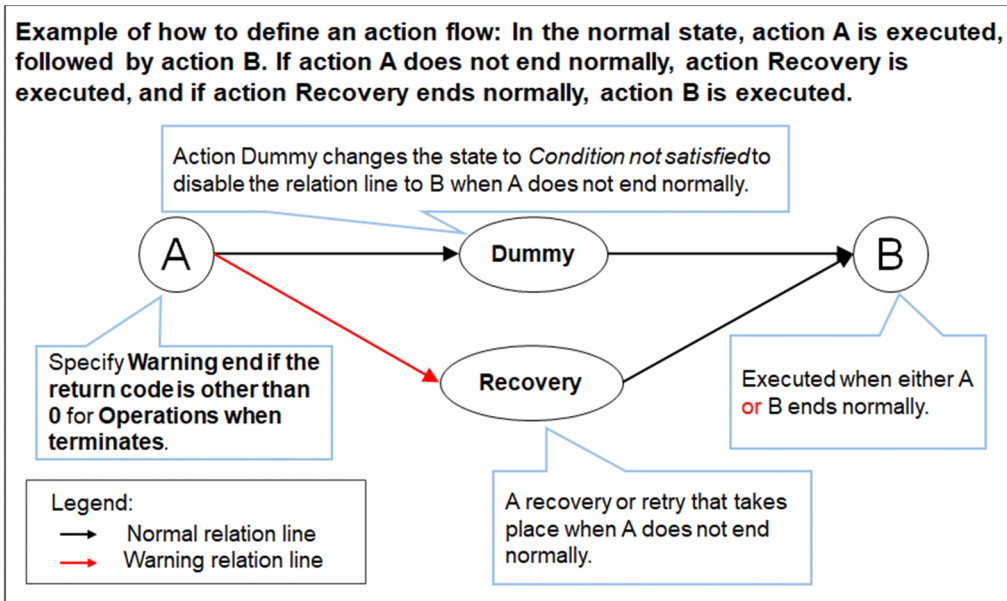 Example of how to define an action flow: In the normal state, action A is executed,
followed by action B. If action A does not end normally, action Recovery is
executed, and if action Recovery ends normally, action B is executed.
Action Dummy changes the state to Condition not satisfied to
disable the relation line to B when A does not end normally.
A
Dummy
B
Specify Warning end if the
return code is other than
0 for Operations when
terminates.
Recovery
Executed when either A
or B ends normally.
A recovery or retry that takes
place when A does not end
normally.
Legend:
Normal relation line
Warning relation line